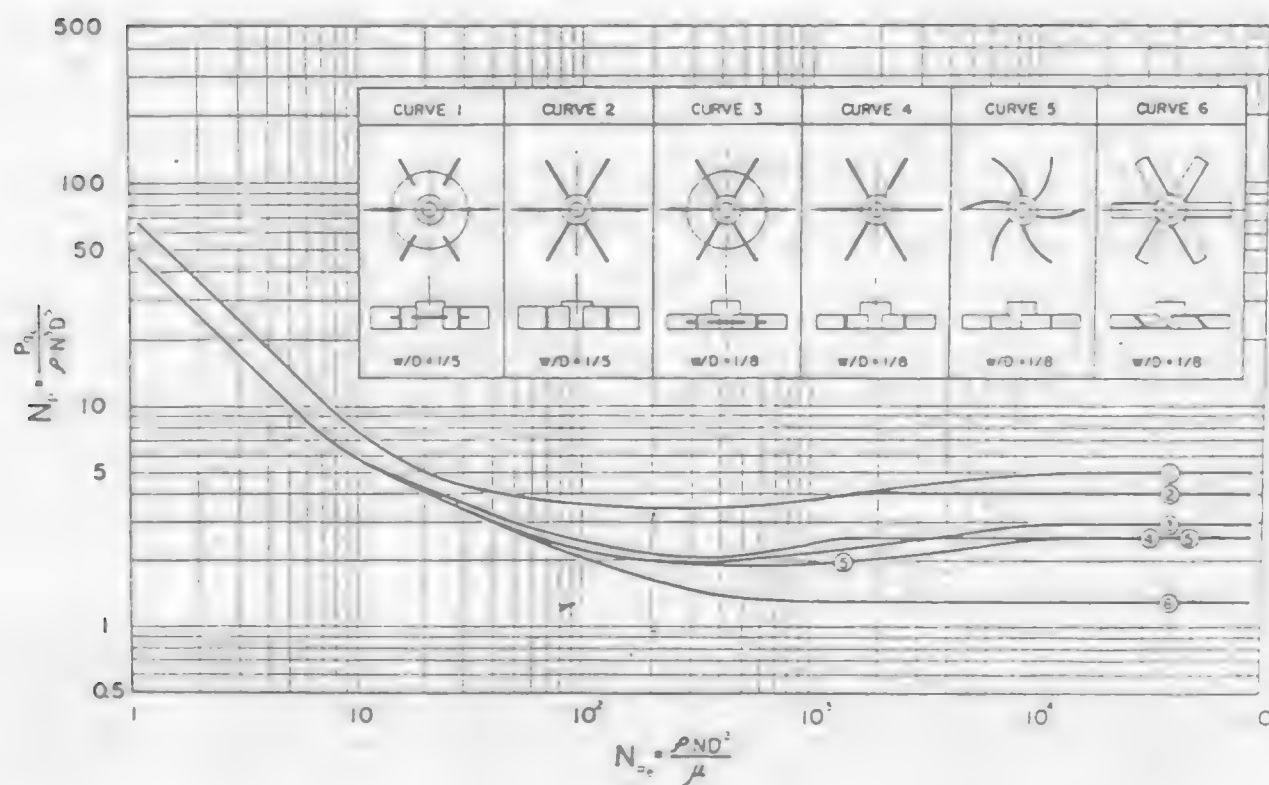 500
100
50
10
5
1
0.5
CURVE 1 CURVE 2 CURVE 3 CURVE 4 CURVE 5 CURVE 6
w/D = 1/5 w/D = 1/5 w/D = 1/8 w/D = 1/8 w/D = 1/8 w/D = 1/8
2
4 5
5
6
1 10 10² 10⁴
ρND²
μ